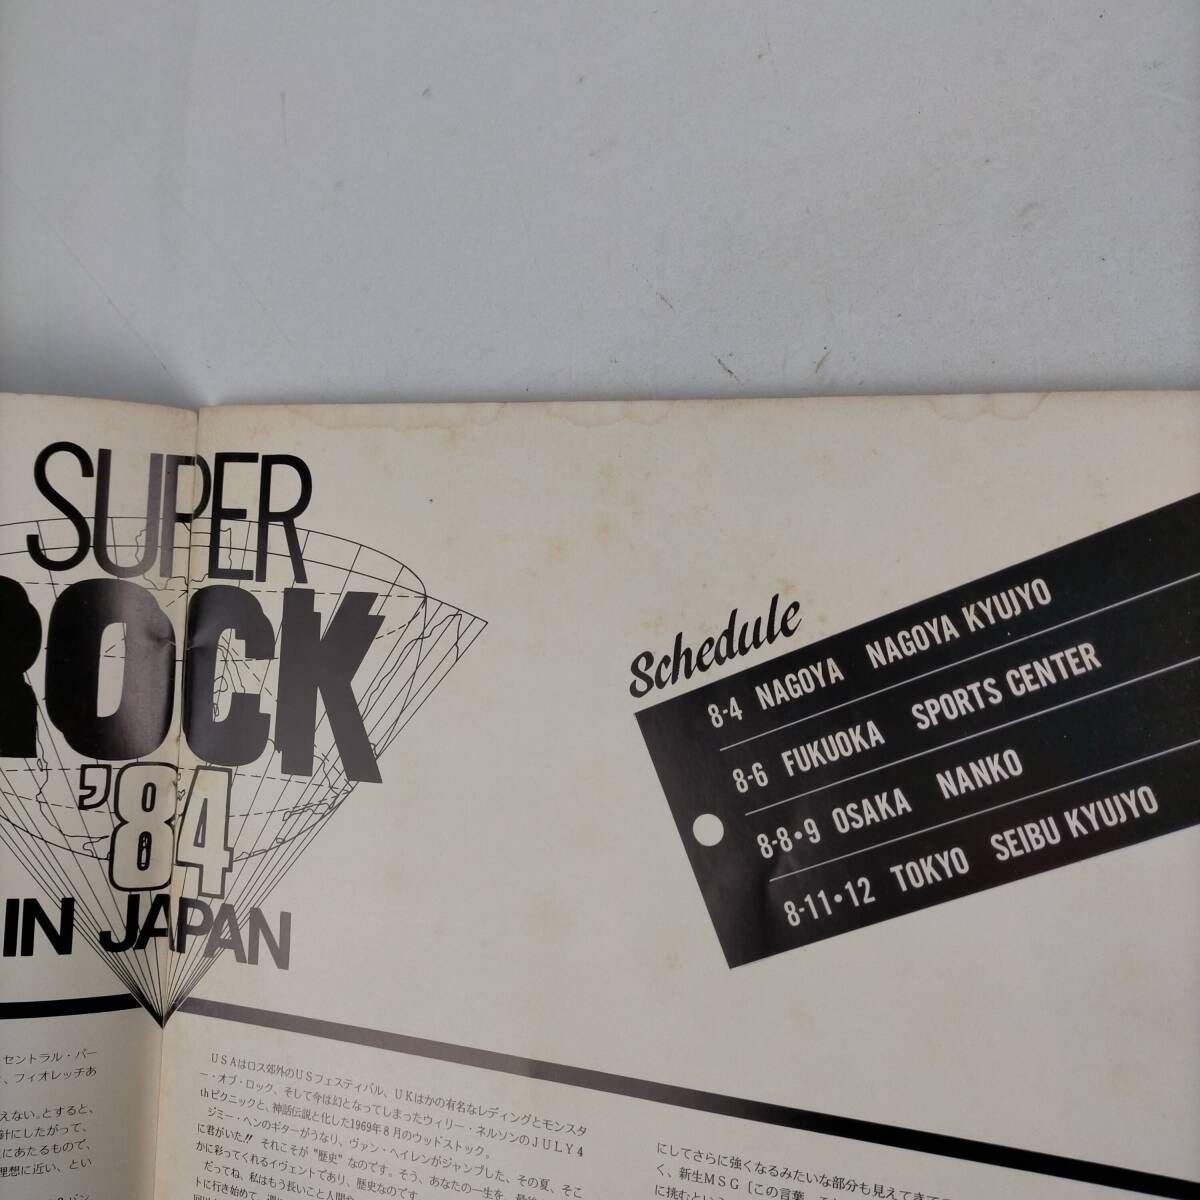 SUPER
ROCK
'84
IN JAPAN
Schedule
8-4 NAGOYA NAGOYA KYUJYO
8-6 FUKUOKA SPORTS CENTER
8-8•9 OSAKA NANKO
8-11•12 TOKYO SEIBU KYUJYO
セントラル・パー
、フィオレッチあ
えない。とすると、
針にしたがって、
にあたるもので、
理想に近い、とい
USAはロス郊外のUSフェスティバル、UKはかの有名なレディングとモンスタ
ー・オブ・ロック、そして今は幻となってしまったウィリー・ネルソンのJULY4
thピクニックと、神話伝説と化した1969年8月のウッドストック。
ジミー・ヘンのギターがうなり、ヴァン・ヘイレンがジャンプした、その夏、そこ
に君がいた!! それこそが"歴史"なのです。そう、あなたの一生を、
かに彩ってくれるイヴェントであり、歴史なのです
だってね、私はもう長いこと人間
トに行き始めて、
にしてさらに強くなるみたいな部分も見えてきて
く、新生MSG［この言葉、
に挑むという